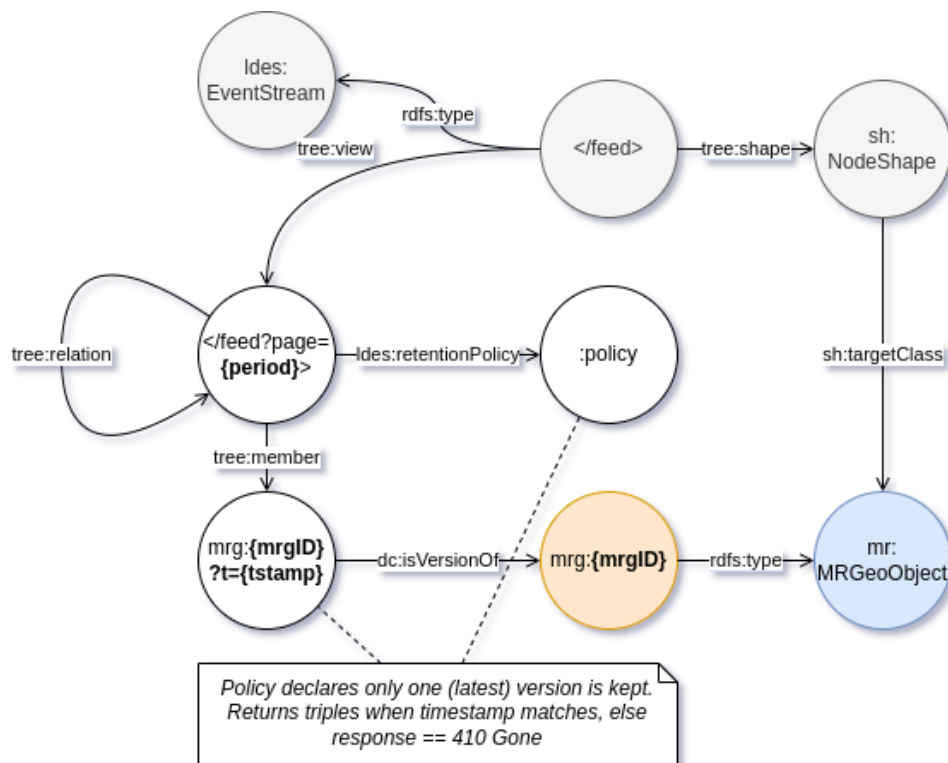 ldes:
EventStream
rdfs:type
tree:view
</feed>
tree:shape
sh:
NodeShape
tree:relation
</feed?page=
{period}>
ldes:retentionPolicy
:policy
sh:targetClass
tree:member
mrg:{mrgID}
?t={tstamp}
dc:isVersionOf
mrg:{mrgID}
rdfs:type
mr:
MRGeoObject
Policy declares only one (latest) version is kept.
Returns triples when timestamp matches, else
response == 410 Gone